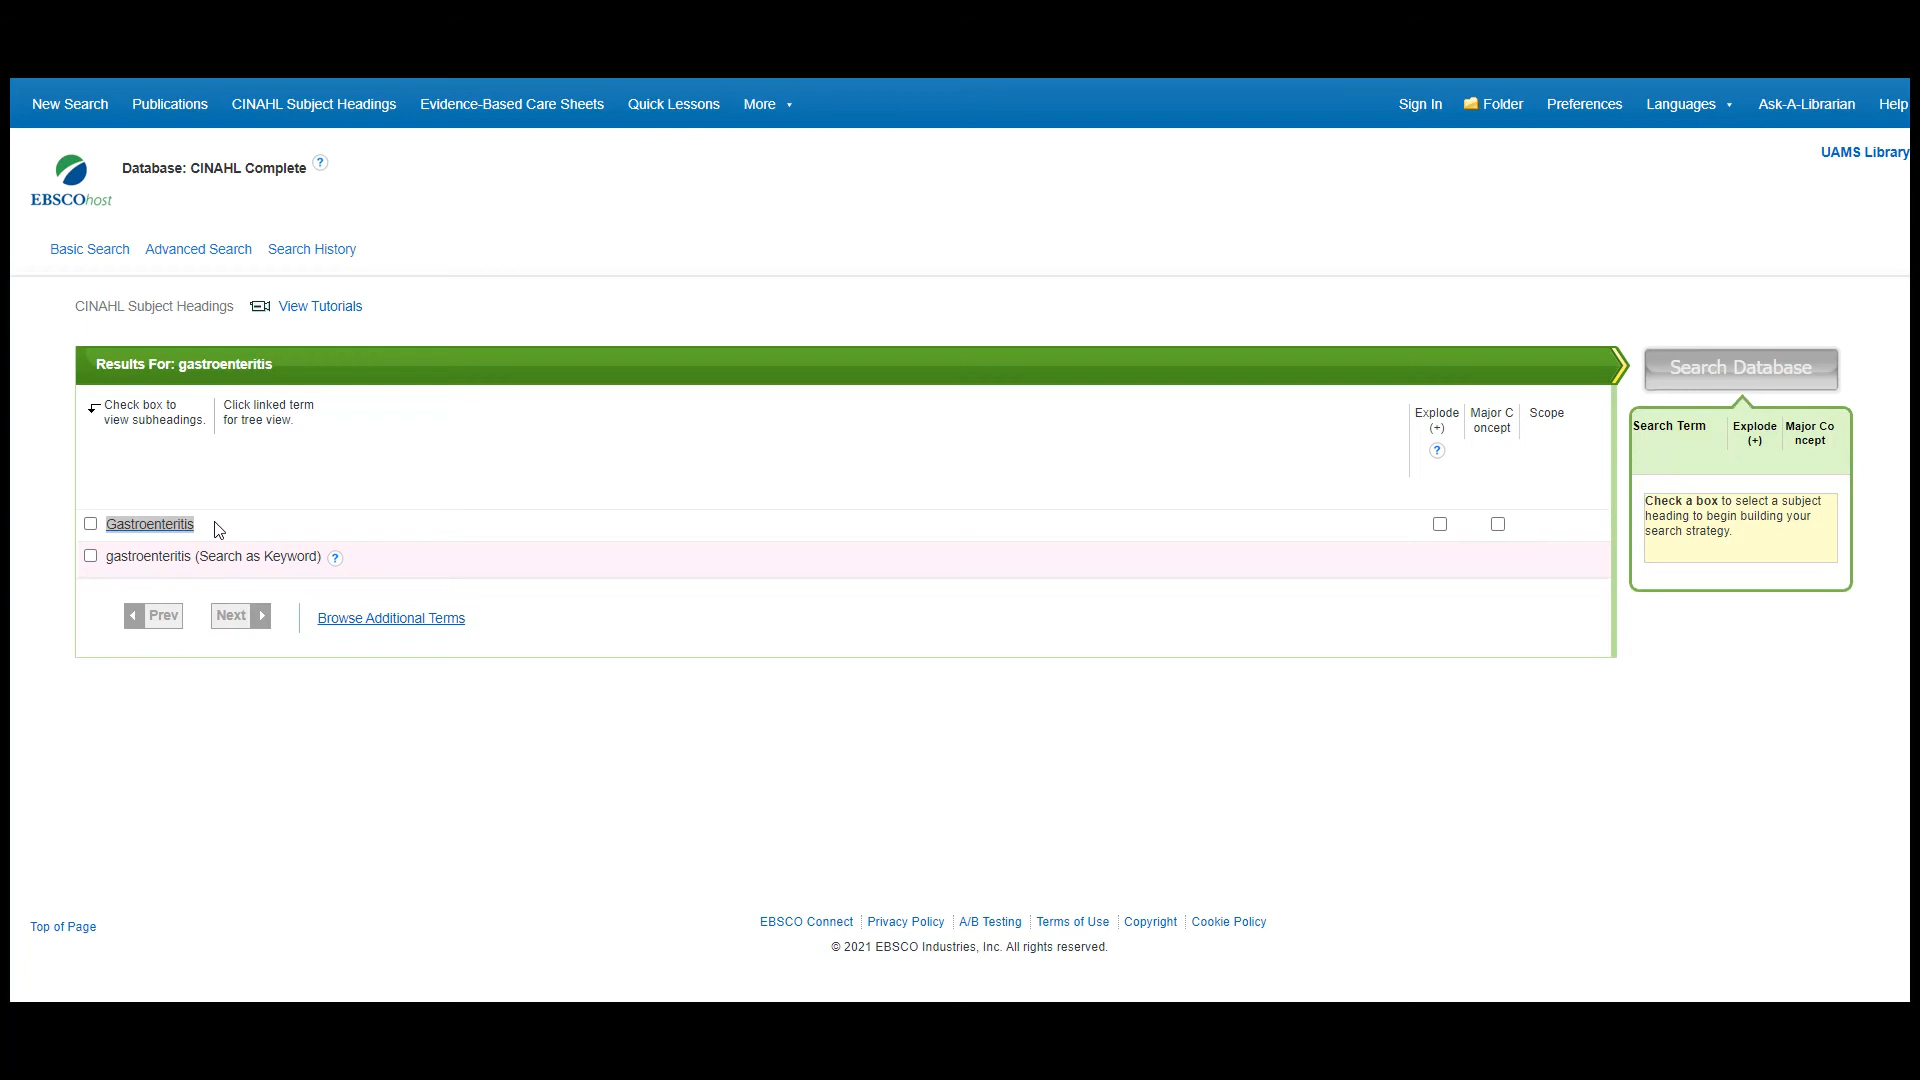 New Search Publications CINAHL Subject Headings Evidence-Based Care Sheets Quick Lessons More Sign In Folder Preferences Languages Ask-A-Librarian Help
UAMS Library
Database: CINAHL Complete ?
EBSCOhost
Basic Search Advanced Search Search History
CINAHL Subject Headings View Tutorials
Results For: gastroenteritis
Search Database
Check box to
view subheadings.
Click linked term
for tree view.
Explode
(+)
?
Major C
oncept
Scope
Search Term
Explode
(+)
Major Co
ncept
Check a box to select a subject
heading to begin building your
search strategy.
Gastroenteritis
gastroenteritis (Search as Keyword) ?
Prev Next Browse Additional Terms
Top of Page
EBSCO Connect Privacy Policy A/B Testing Terms of Use Copyright Cookie Policy
© 2021 EBSCO Industries, Inc. All rights reserved.